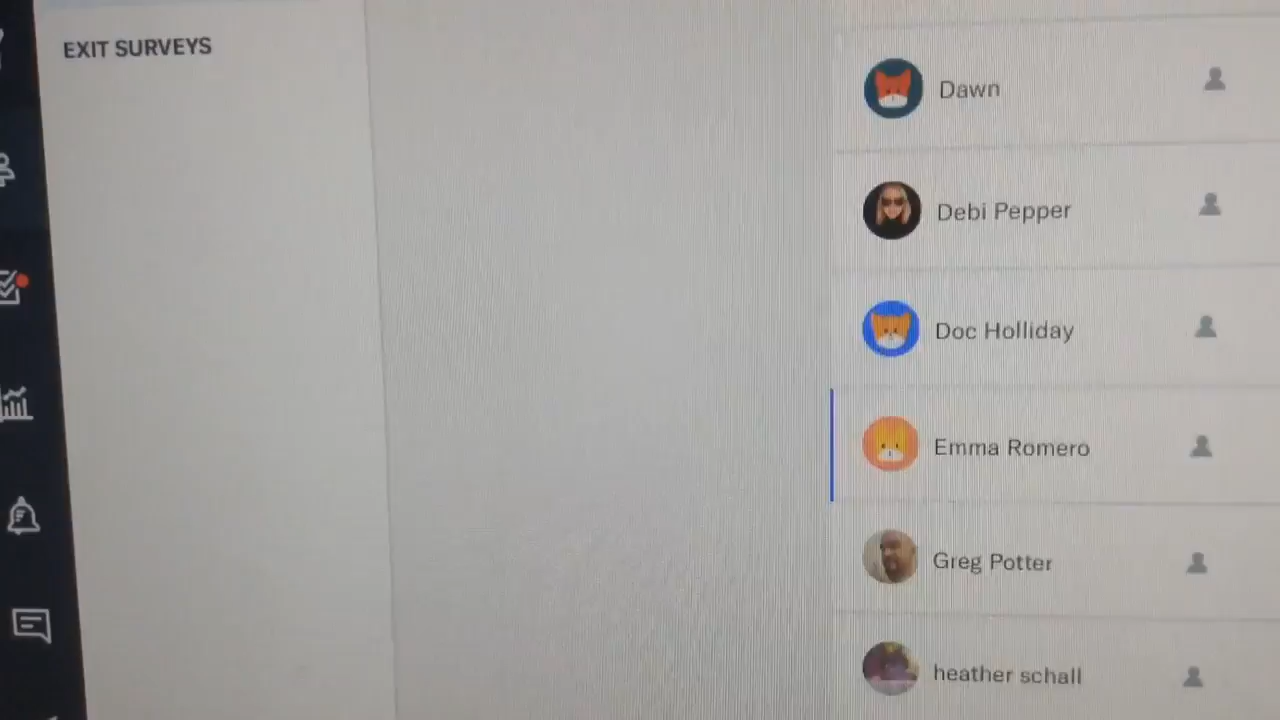 EXIT SURVEYS
Dawn
Debi Pepper
Doc Holliday
Emma Romero
Greg Potter
heather schall